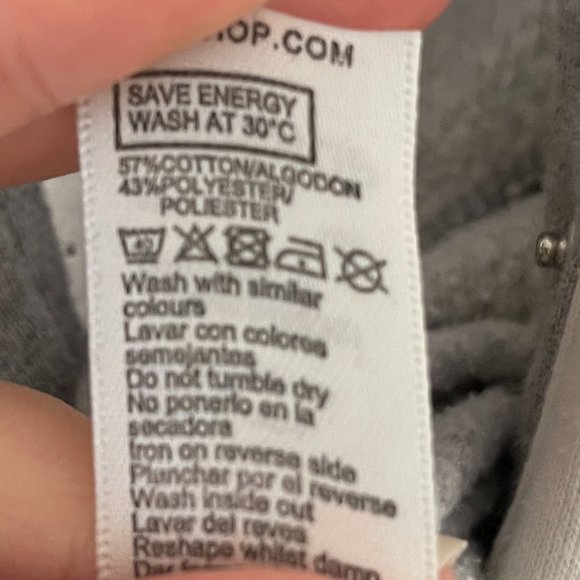 HOP.COM
SAVE ENERGY
WASH AT 30°C
57%COTTON/ALGODON
43%POLYESTER/
POLIESTER
40
Wash with similar
colours
Lavar con colores
semejantes
Do not tumble dry
No ponerlo en la
secadora
Iron on reverse side
Planchar por el reverse
Wash inside out
Lavar del reves
Reshape whilst damp